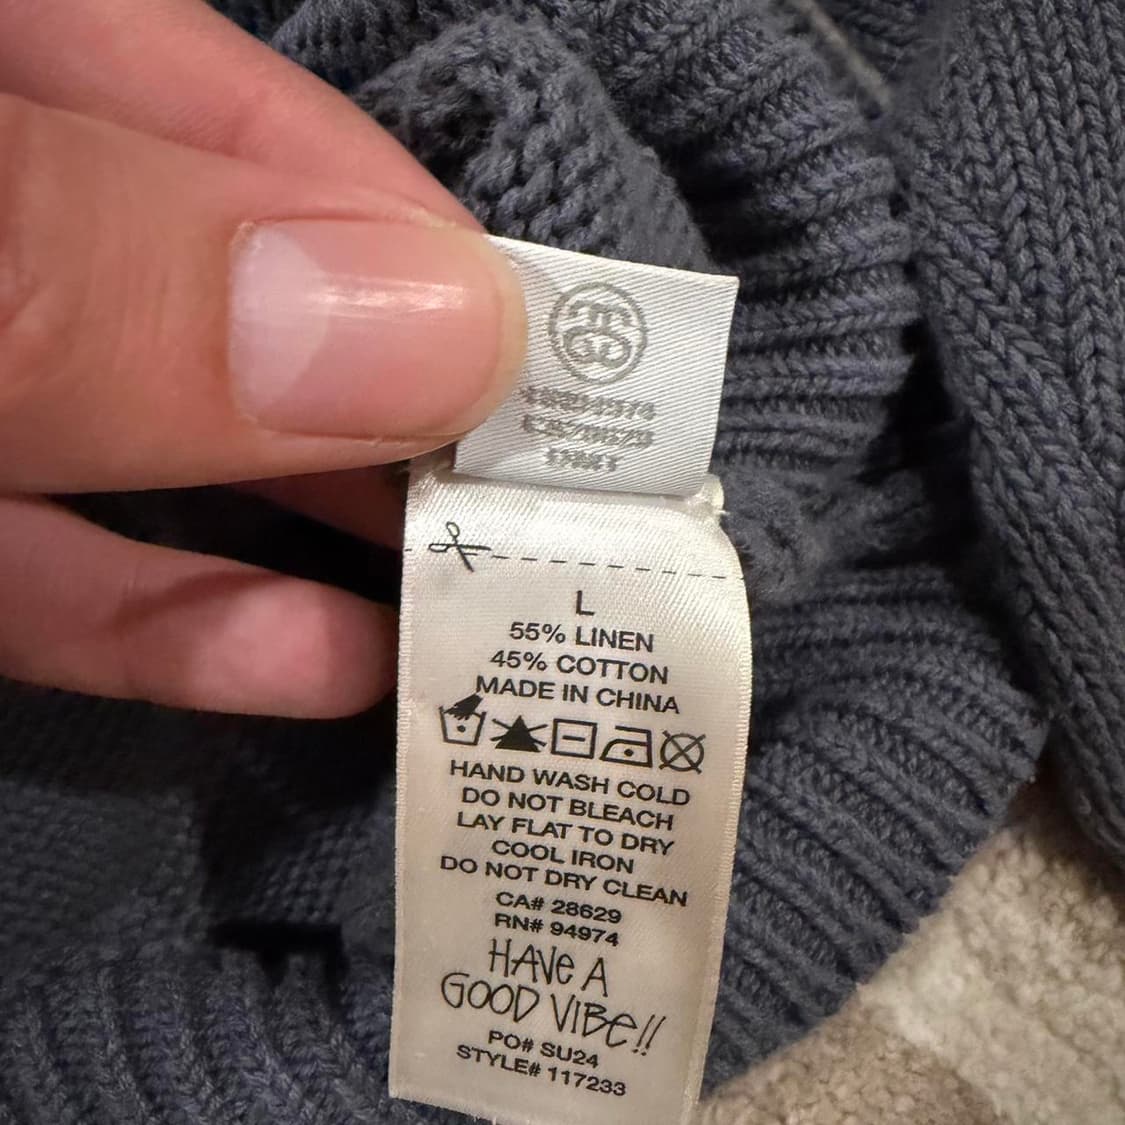 L
55% LINEN
45% COTTON
MADE IN CHINA
HAND WASH COLD
DO NOT BLEACH
LAY FLAT TO DRY
COOL IRON
DO NOT DRY CLEAN
CA# 28629
RN# 94974
HAVE A
GOOD VIBE!!
PO# SU24
STYLE# 117233